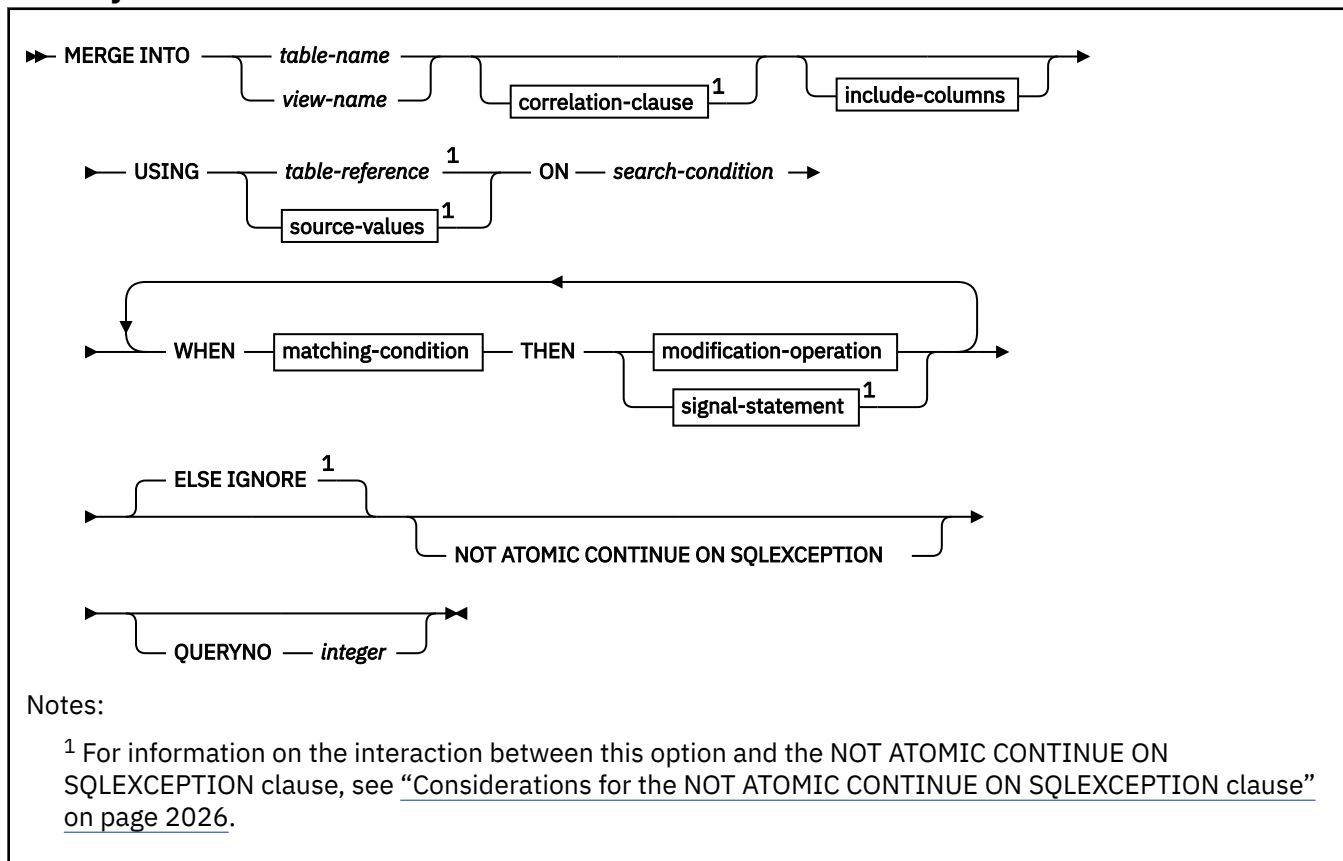 MERGE INTO table-name
view-name correlation-clause 1 include-columns
USING table-reference 1 ON search-condition
source-values 1
WHEN matching-condition THEN modification-operation
signal-statement 1
ELSE IGNORE 1
NOT ATOMIC CONTINUE ON SQLEXCEPTION
QUERYNO integer
Notes:
1 For information on the interaction between this option and the NOT ATOMIC CONTINUE ON
SQLEXCEPTION clause, see “Considerations for the NOT ATOMIC CONTINUE ON SQLEXCEPTION clause”
on page 2026.